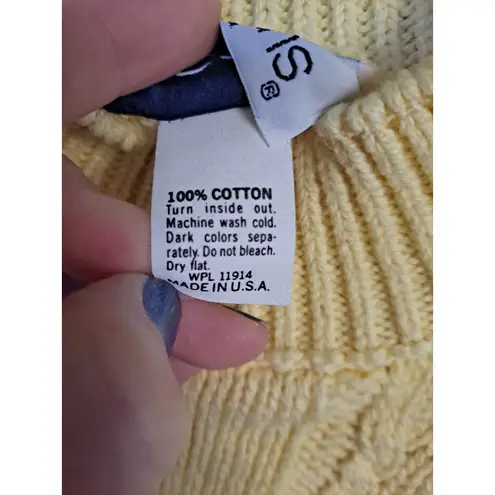 S®
100% COTTON
Turn inside out.
Machine wash cold.
Dark colors sepa-
rately. Do not bleach.
Dry flat.
WPL 11914
MADE IN U.S.A.